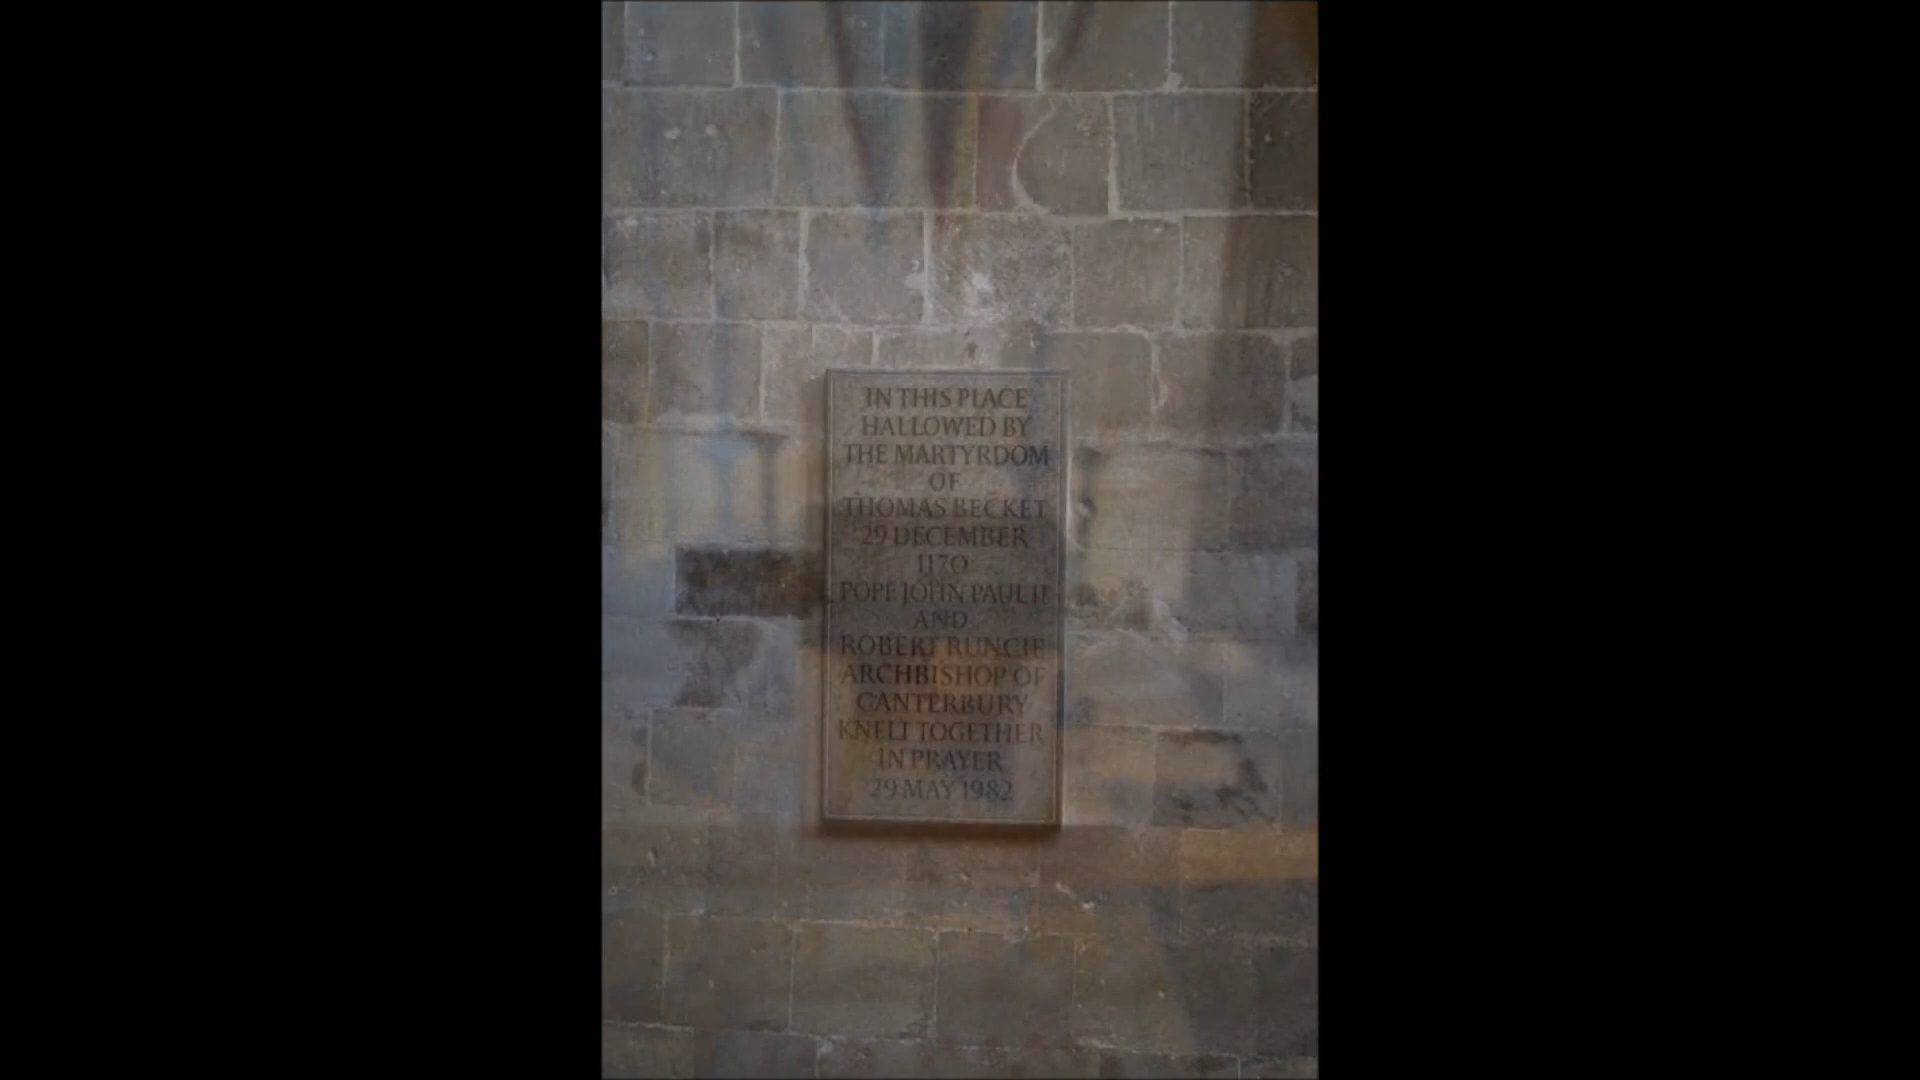 IN THIS PLACE
HALLOWED BY
THE MARTYRDOM
OF
THOMAS BECKET
29 DECEMBER
1170
POPE JOHN PAUL II
AND
ROBERT RUNCIE
ARCHBISHOP OF
CANTERBURY
KNELT TOGETHER
IN PRAYER
29 MAY 1982